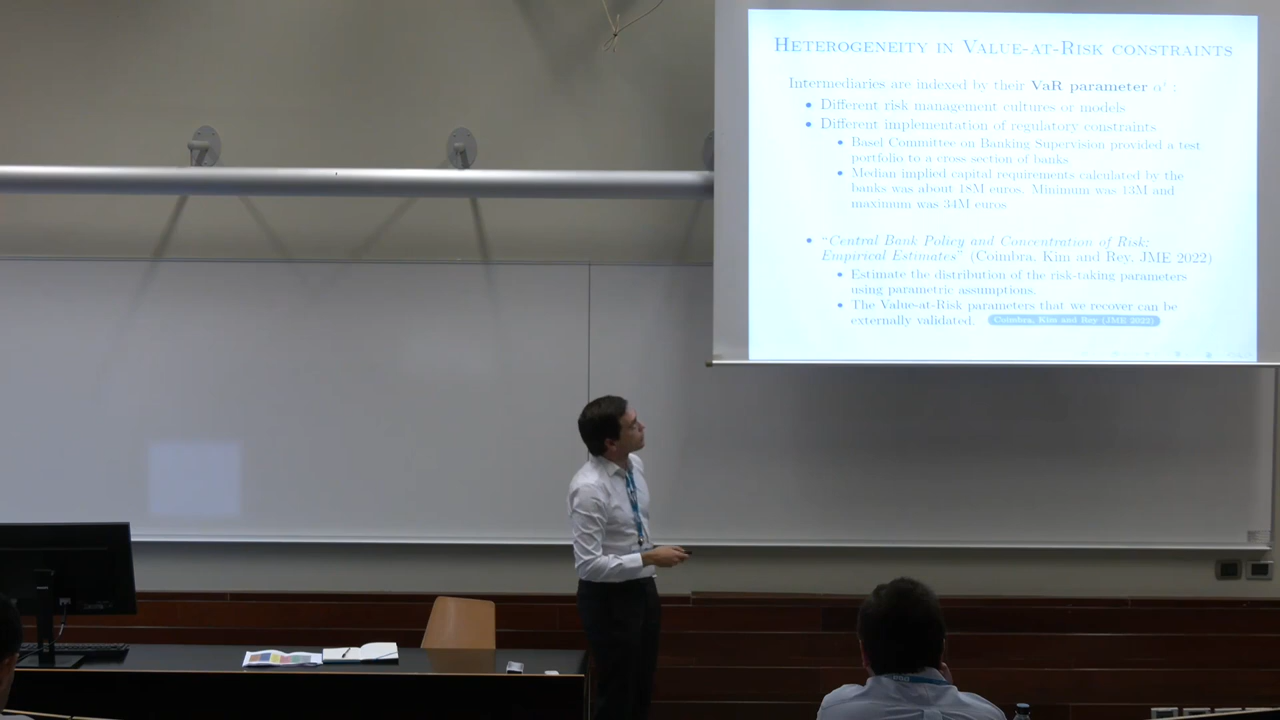 HETEROGENEITY IN VALUE-AT-RISK CONSTRAINTS
Intermediaries are indexed by their VaR parameter αⁱ :
• Different risk management cultures or models
• Different implementation of regulatory constraints
• Basel Committee on Banking Supervision provided a test
portfolio to a cross section of banks
• Median implied capital requirements calculated by the
banks was about 18M euros. Minimum was 13M and
maximum was 34M euros
• "Central Bank Policy and Concentration of Risk:
Empirical Estimates" (Coimbra, Kim and Rey, JME 2022)
• Estimate the distribution of the risk-taking parameters
using parametric assumptions.
• The Value-at-Risk parameters that we recover can be
externally validated. Coimbra, Kim and Rey (JME 2022)